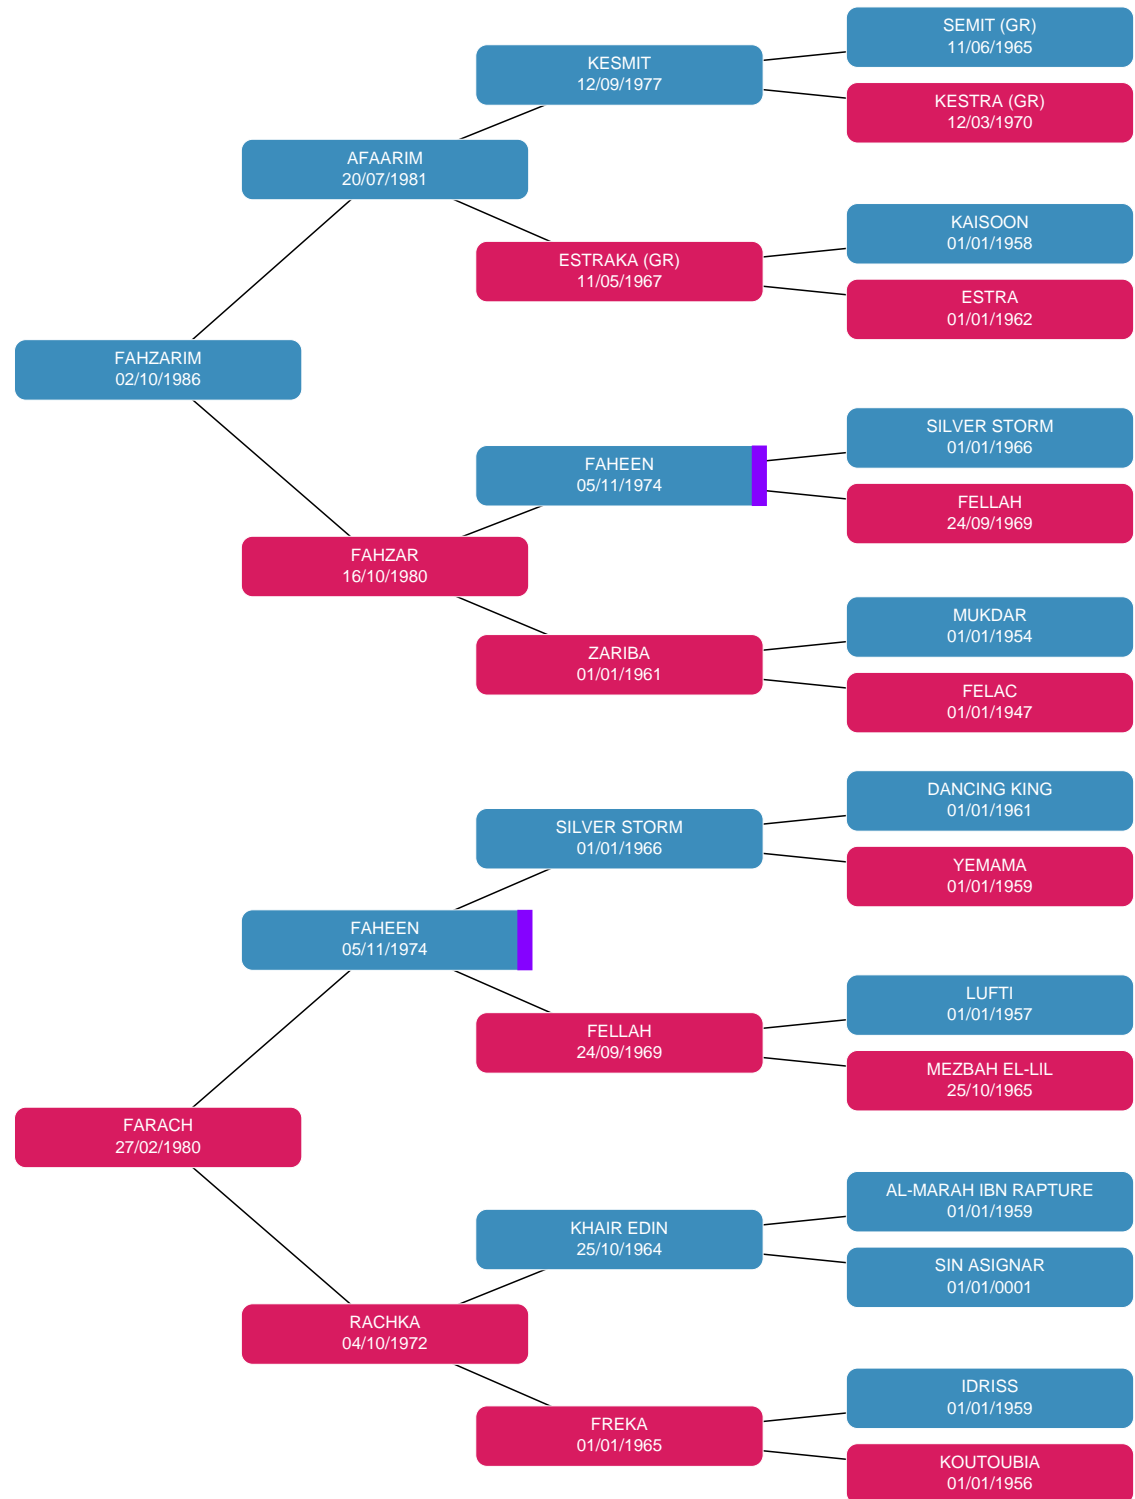 SEMIT (GR)
11/06/1965
KESMIT
12/09/1977
KESTRA (GR)
12/03/1970
AFAARIM
20/07/1981
KAISOON
01/01/1958
ESTRAKA (GR)
11/05/1967
ESTRA
01/01/1962
FAHZARIM
02/10/1986
SILVER STORM
01/01/1966
FAHEEN
05/11/1974
FELLAH
24/09/1969
FAHZAR
16/10/1980
MUKDAR
01/01/1954
ZARIBA
01/01/1961
FELAC
01/01/1947
DANCING KING
01/01/1961
SILVER STORM
01/01/1966
YEMAMA
01/01/1959
FAHEEN
05/11/1974
LUFTI
01/01/1957
FELLAH
24/09/1969
MEZBAH EL-LIL
25/10/1965
FARACH
27/02/1980
AL-MARAH IBN RAPTURE
01/01/1959
KHAIR EDIN
25/10/1964
SIN ASIGNAR
01/01/0001
RACHKA
04/10/1972
IDRISS
01/01/1959
FREKA
01/01/1965
KOUTOUBIA
01/01/1956